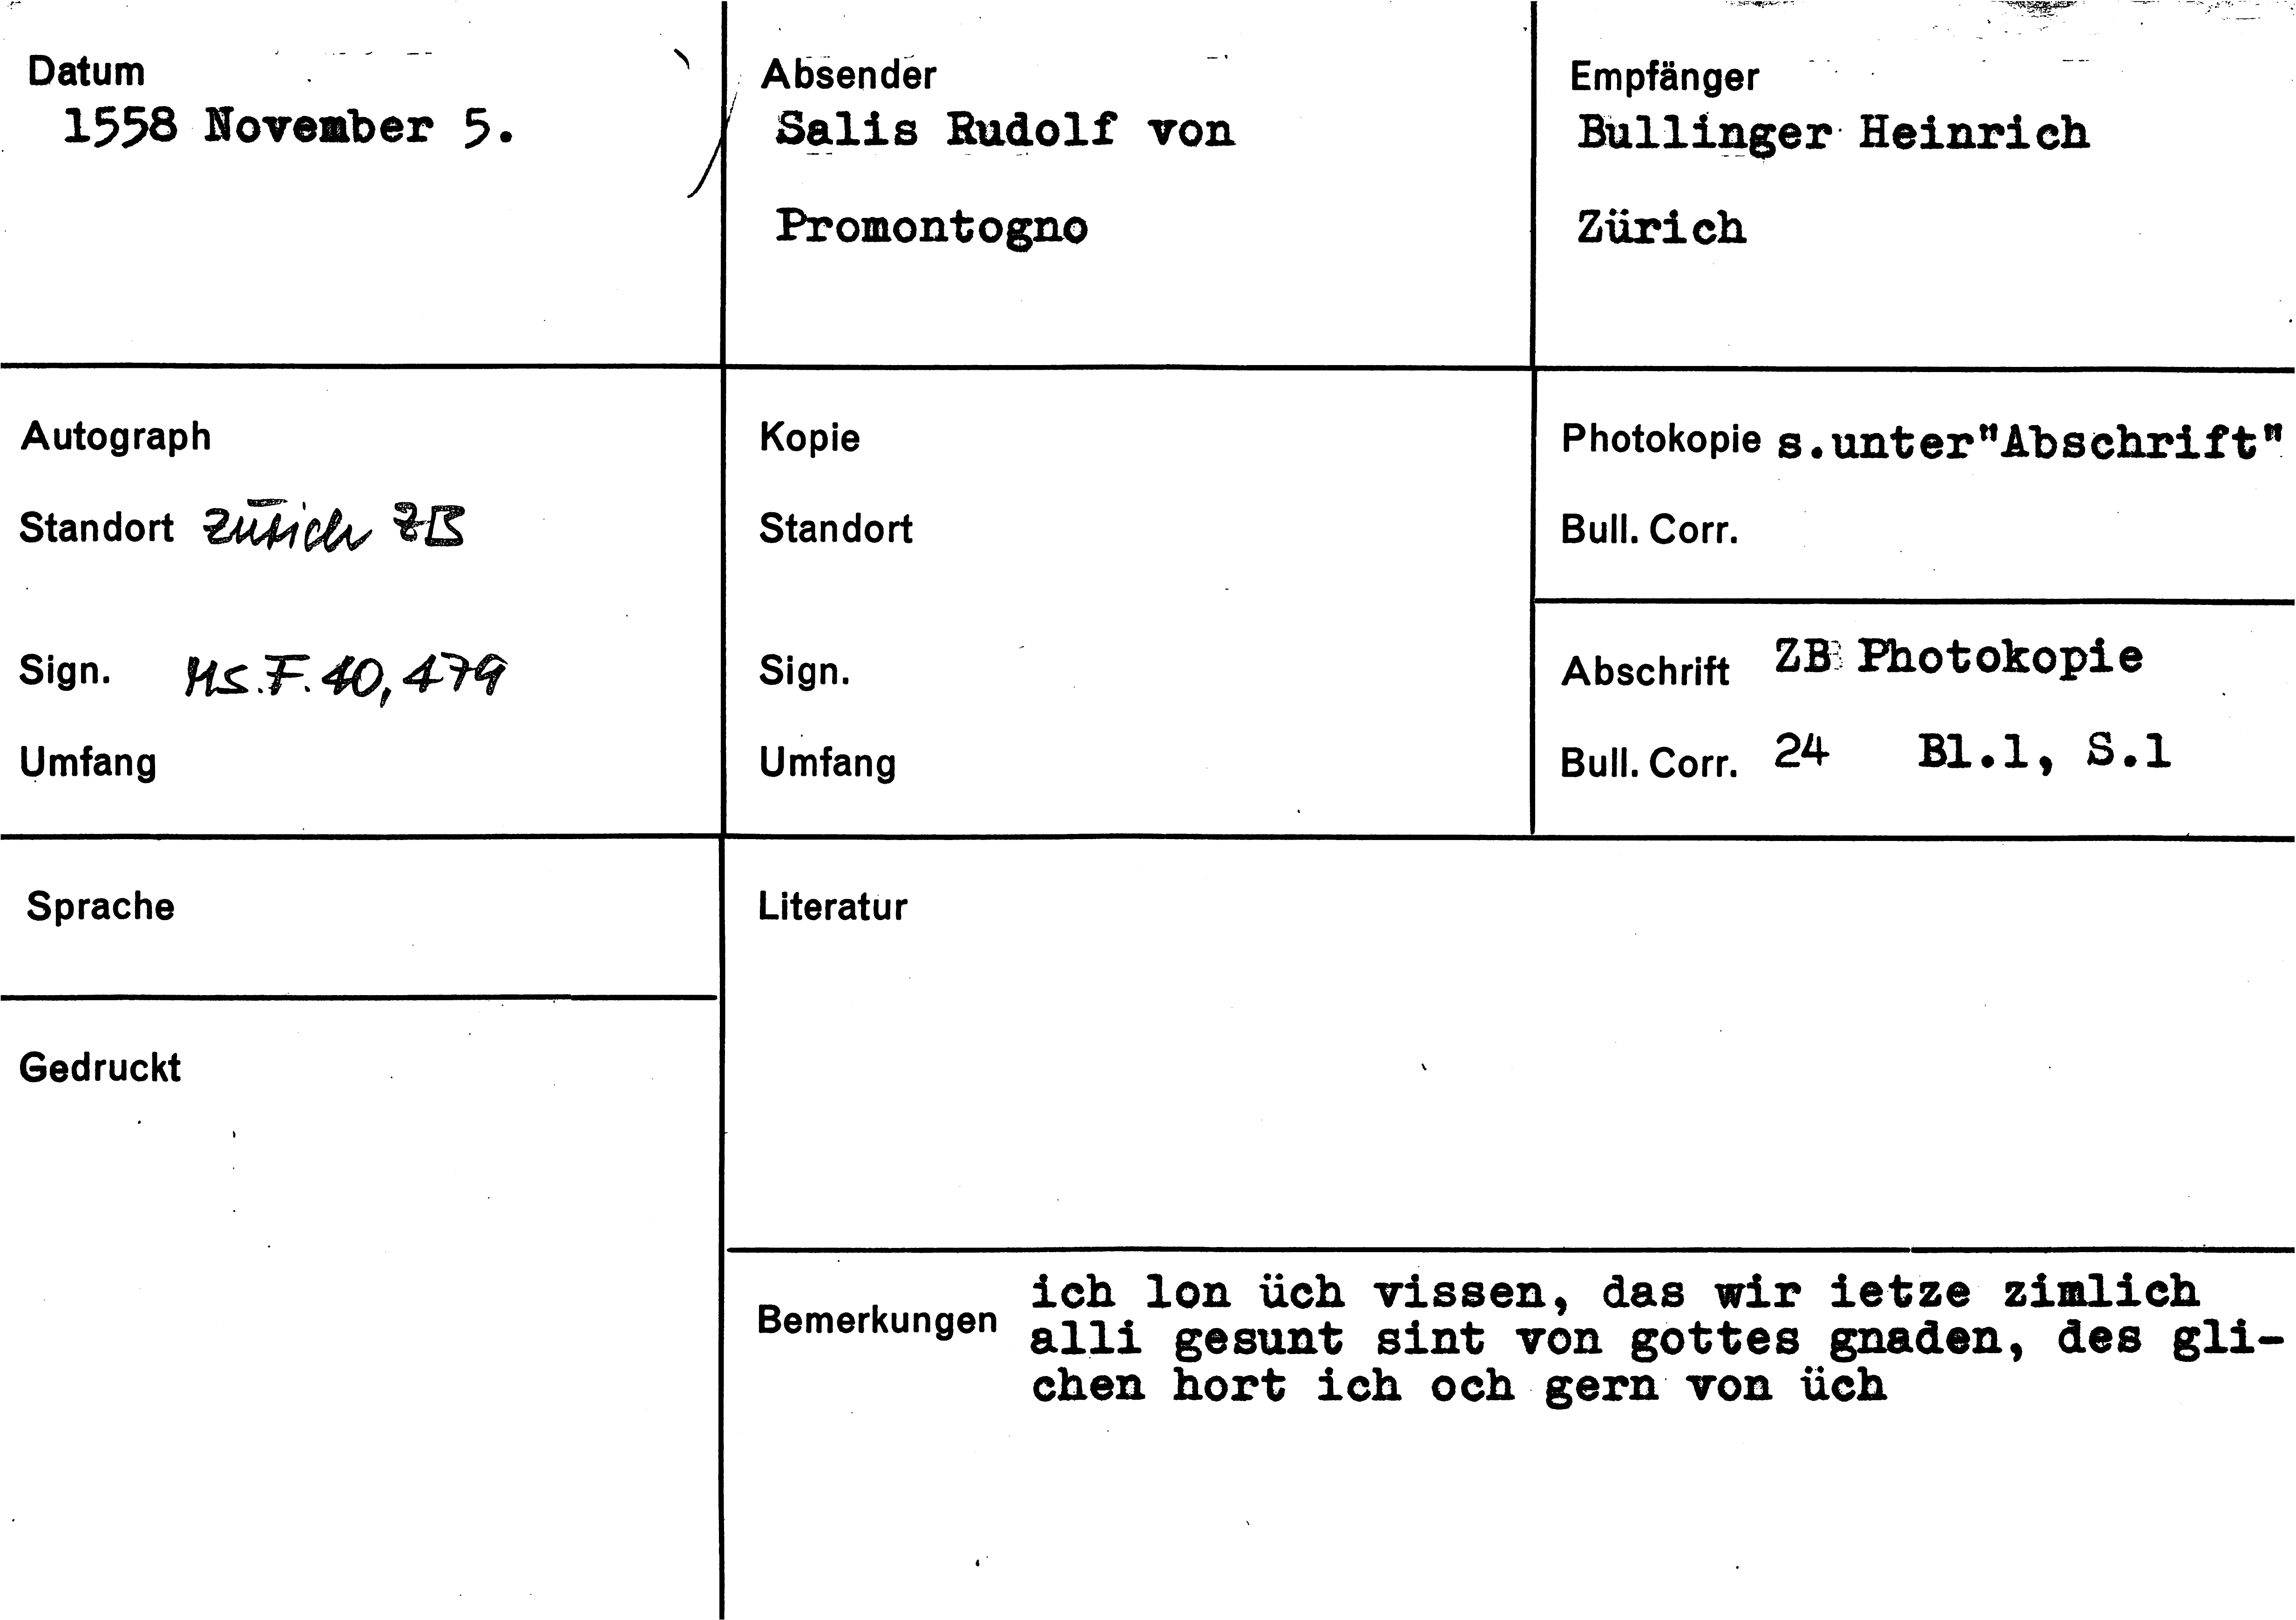 Datum
1558 November 5.
Absender
Salis Rudolf von
Promontogno
Empfänger
Bullinger Heinrich
Zürich
Autograph
Standort Zürich ZB
Sign. Ms. F. 40, 479
Umfang
Kopie
Standort
Sign.
Umfang
Photokopie s.unter"Abschrift"
Bull. Corr.
Abschrift ZB Photokopie
Bull. Corr. 24 Bl.1, S.1
Sprache
Gedruckt
Literatur
Bemerkungen
ich lon üch vissen, das wir ietze zimlich
alli gesunt sint von gottes gnaden, des gli-
chen hort ich och gern von üch